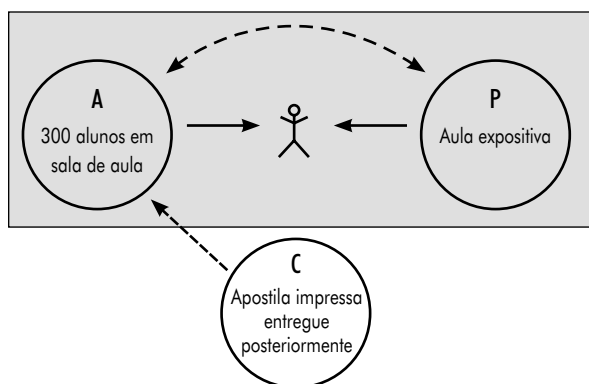 A
300 alunos em
sala de aula
P
Aula expositiva
C
Apostila impressa
entregue
posteriormente